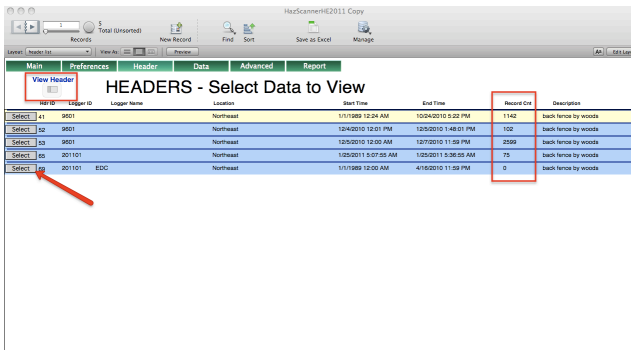 HazScannerHE2011 Copy
1 5 Total (Unsorted)
Records New Record Find Sort Save as Excel Manage
Layout: header list View As: Preview Aa Edit Lay
Main Preferences Header Data Advanced Report
View Header
HEADERS - Select Data to View
Hdr ID Logger ID Logger Name Location Start Time End Time Record Cnt Description
Select 41 9601 Northeast 1/1/1989 12:24 AM 10/24/2010 5:22 PM 1142 back fence by woods
Select 52 9601 Northeast 12/4/2010 12:01 PM 12/5/2010 1:48:01 PM 102 back fence by woods
Select 53 9601 Northeast 12/5/2010 12:00 AM 12/7/2010 11:59 PM 2599 back fence by woods
Select 65 201101 Northeast 1/25/2011 5:07:55 AM 1/25/2011 5:36:55 AM 75 back fence by woods
Select 69 201101 EDC Northeast 1/1/1989 12:00 AM 4/16/2010 11:59 PM 0 back fence by woods